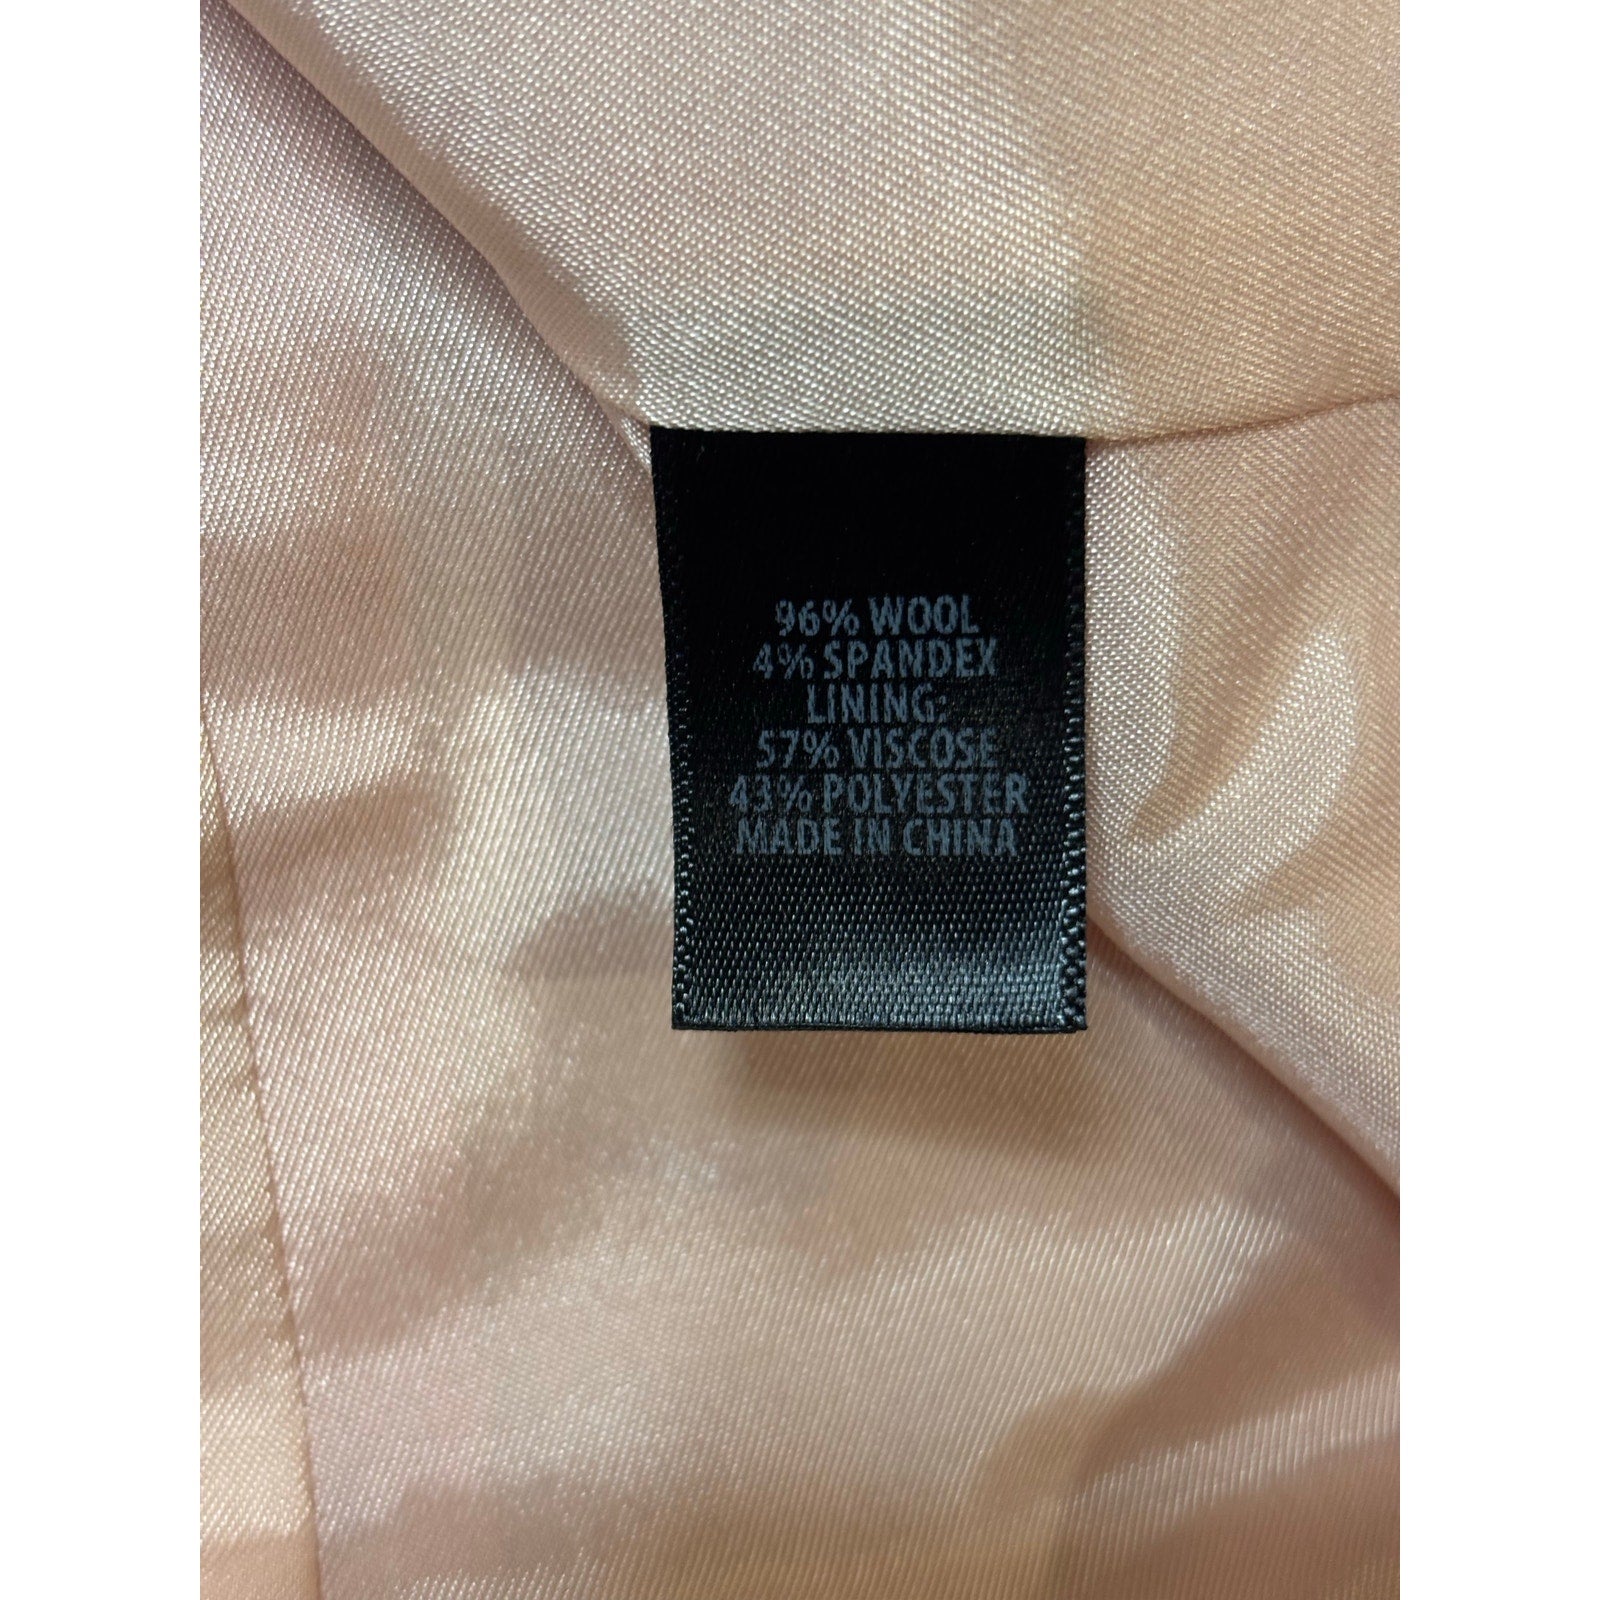 96% WOOL
4% SPANDEX
LINING:
57% VISCOSE
43% POLYESTER
MADE IN CHINA